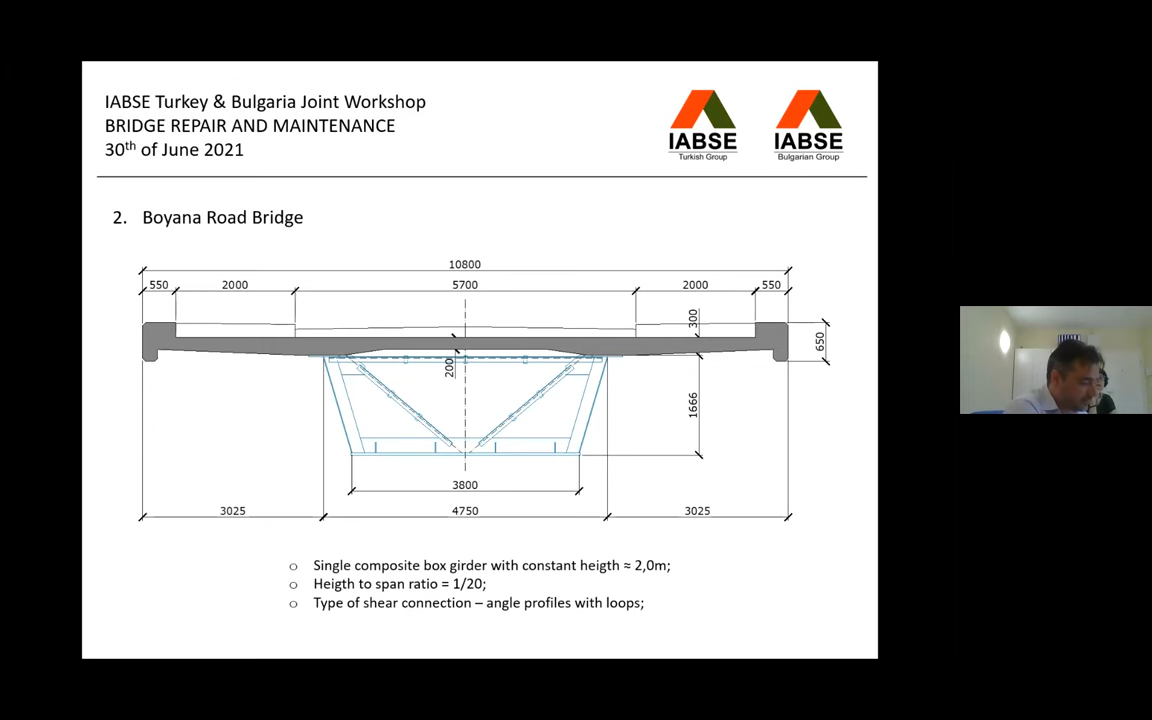 IABSE Turkey & Bulgaria Joint Workshop
BRIDGE REPAIR AND MAINTENANCE
30th of June 2021
IABSE
Turkish Group
IABSE
Bulgarian Group
2. Boyana Road Bridge
10800
550 2000 5700 2000 550
300
650
200
1666
3800
3025 4750 3025
o Single composite box girder with constant heigth ≈ 2,0m;
o Heigth to span ratio = 1/20;
o Type of shear connection – angle profiles with loops;